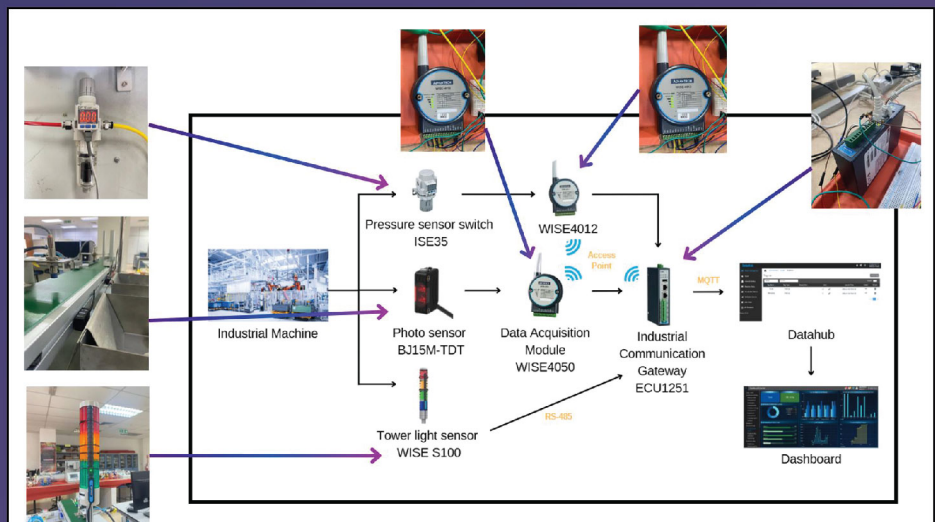 Pressure sensor switch
ISE35
WISE4012
Access
Point
MQTT
Industrial Machine
Photo sensor
BJ15M-TDT
Data Acquisition
Module
WISE4050
Industrial
Communication
Gateway
ECU1251
Datahub
RS-485
Tower light sensor
WISE S100
Dashboard